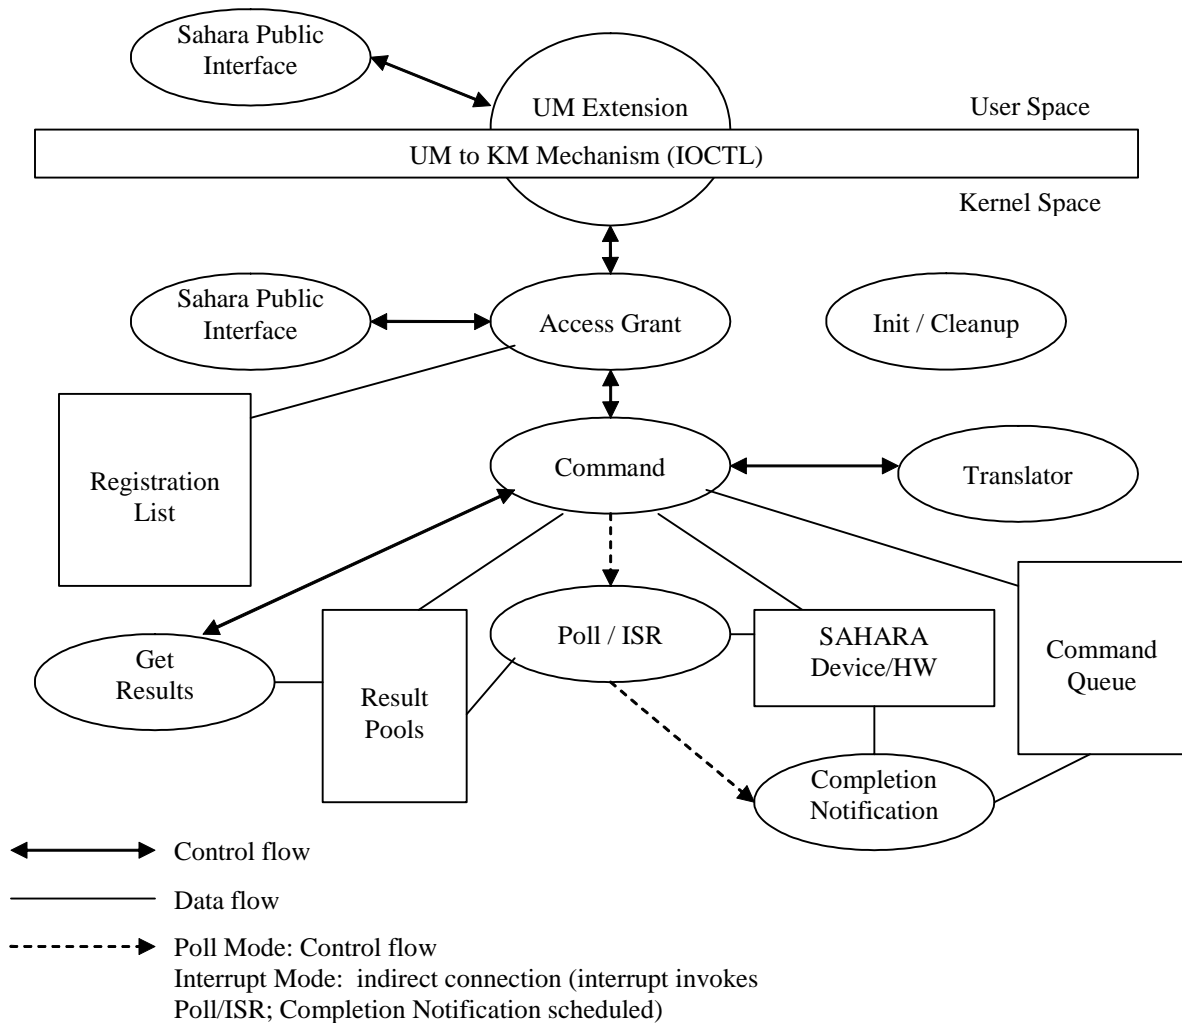 Sahara Public
Interface
UM Extension
User Space
UM to KM Mechanism (IOCTL)
Kernel Space
Sahara Public
Interface
Access Grant
Init / Cleanup
Registration
List
Command
Translator
Get
Results
Result
Pools
Poll / ISR
SAHARA
Device/HW
Command
Queue
Completion
Notification
Control flow
Data flow
Poll Mode: Control flow
Interrupt Mode:  indirect connection (interrupt invokes
Poll/ISR; Completion Notification scheduled)